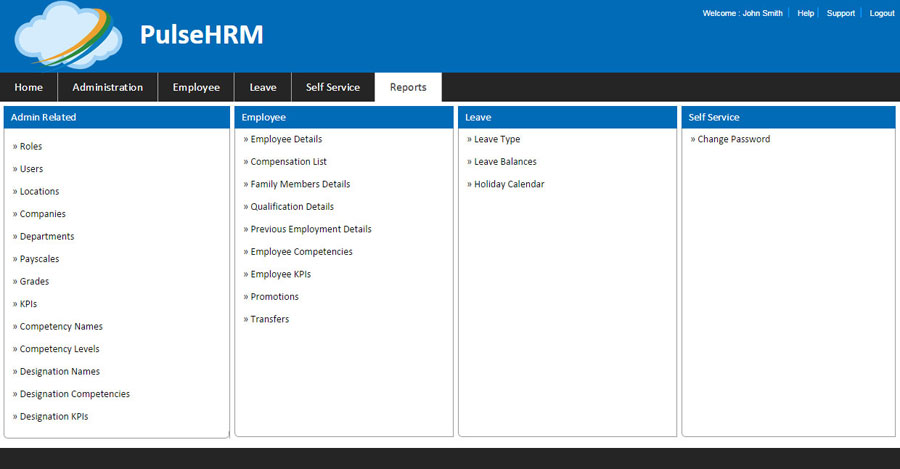 Welcome : John Smith Help Support Logout
PulseHRM
Home Administration Employee Leave Self Service Reports
Admin Related
» Roles
» Users
» Locations
» Companies
» Departments
» Payscales
» Grades
» KPIs
» Competency Names
» Competency Levels
» Designation Names
» Designation Competencies
» Designation KPIs
Employee
» Employee Details
» Compensation List
» Family Members Details
» Qualification Details
» Previous Employment Details
» Employee Competencies
» Employee KPIs
» Promotions
» Transfers
Leave
» Leave Type
» Leave Balances
» Holiday Calendar
Self Service
» Change Password